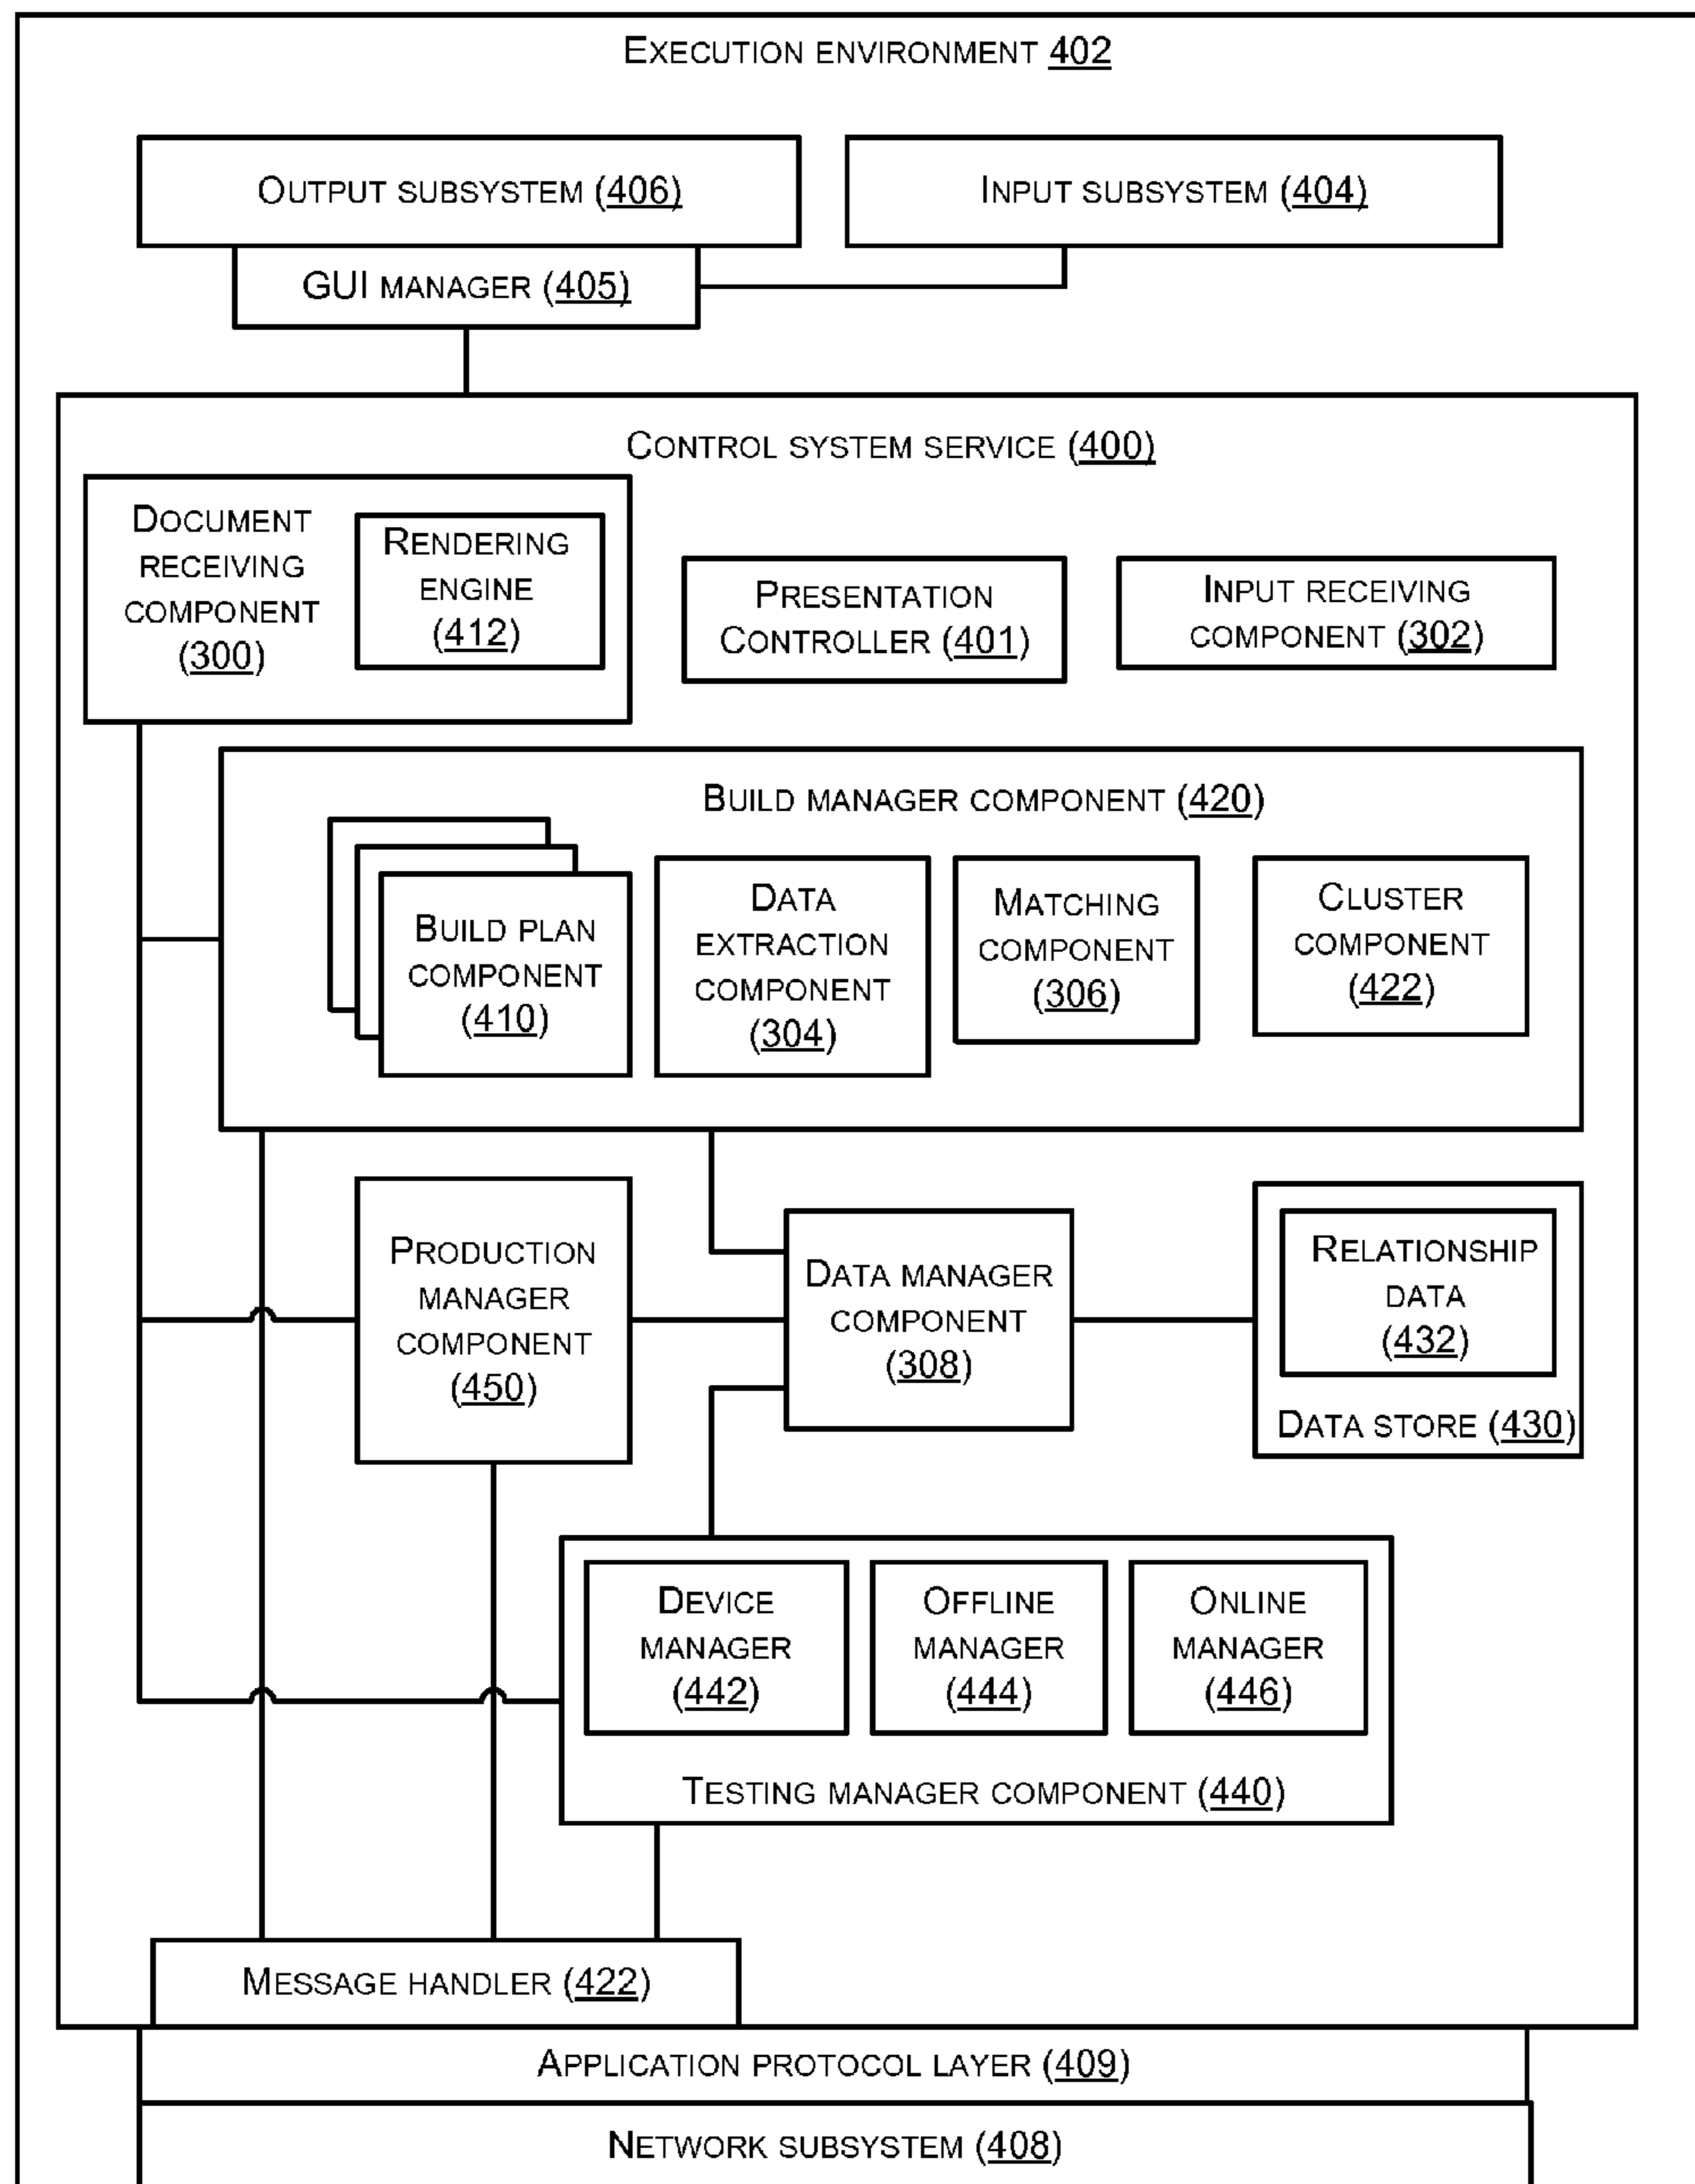 EXECUTION ENVIRONMENT 402
OUTPUT SUBSYSTEM (406)
INPUT SUBSYSTEM (404)
GUI MANAGER (405)
CONTROL SYSTEM SERVICE (400)
DOCUMENT
RECEIVING
COMPONENT
(300)
RENDERING
ENGINE
(412)
PRESENTATION
CONTROLLER (401)
INPUT RECEIVING
COMPONENT (302)
BUILD MANAGER COMPONENT (420)
BUILD PLAN
COMPONENT
(410)
DATA
EXTRACTION
COMPONENT
(304)
MATCHING
COMPONENT
(306)
CLUSTER
COMPONENT
(422)
PRODUCTION
MANAGER
COMPONENT
(450)
DATA MANAGER
COMPONENT
(308)
RELATIONSHIP
DATA
(432)
DATA STORE (430)
DEVICE
MANAGER
(442)
OFFLINE
MANAGER
(444)
ONLINE
MANAGER
(446)
TESTING MANAGER COMPONENT (440)
MESSAGE HANDLER (422)
APPLICATION PROTOCOL LAYER (409)
NETWORK SUBSYSTEM (408)